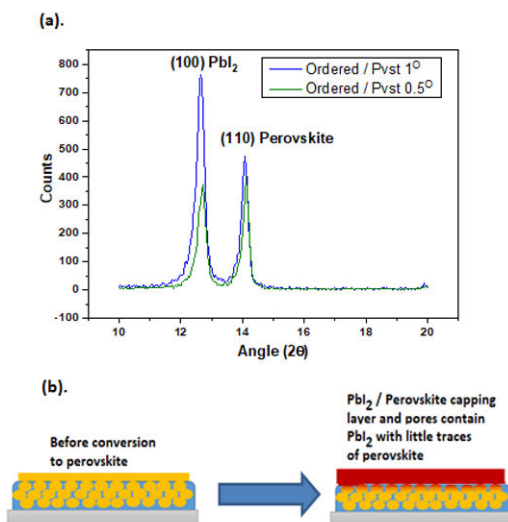 (a).
(100) PbI₂
Ordered / Pvst 1⁰
Ordered / Pvst 0.5⁰
(110) Perovskite
Counts
800
700
600
500
400
300
200
100
0
-100
10
12
14
16
18
20
Angle (2θ)
(b).
Before conversion
to perovskite
PbI₂ / Perovskite capping
layer and pores contain
PbI₂ with little traces
of perovskite